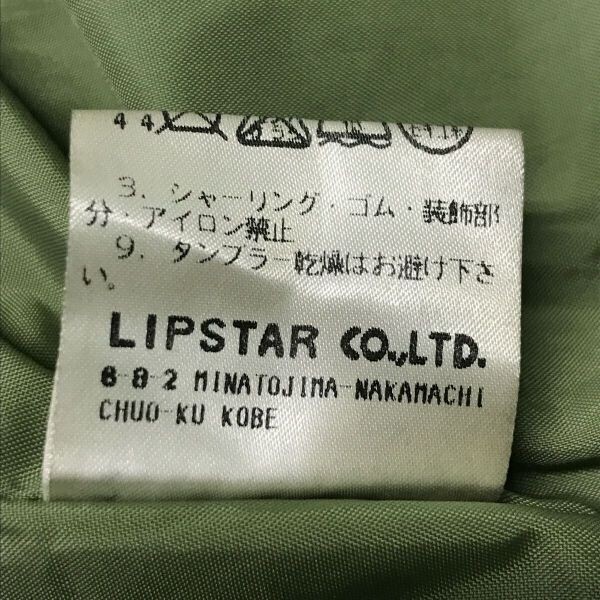 44
3. シャーリング・ゴム・装飾部
分・アイロン禁止
9. タンブラー乾燥はお避け下さ
い。
LIPSTAR CO.,LTD.
6-8-2 MINATOJIMA-NAKAMACHI
CHUO-KU KOBE